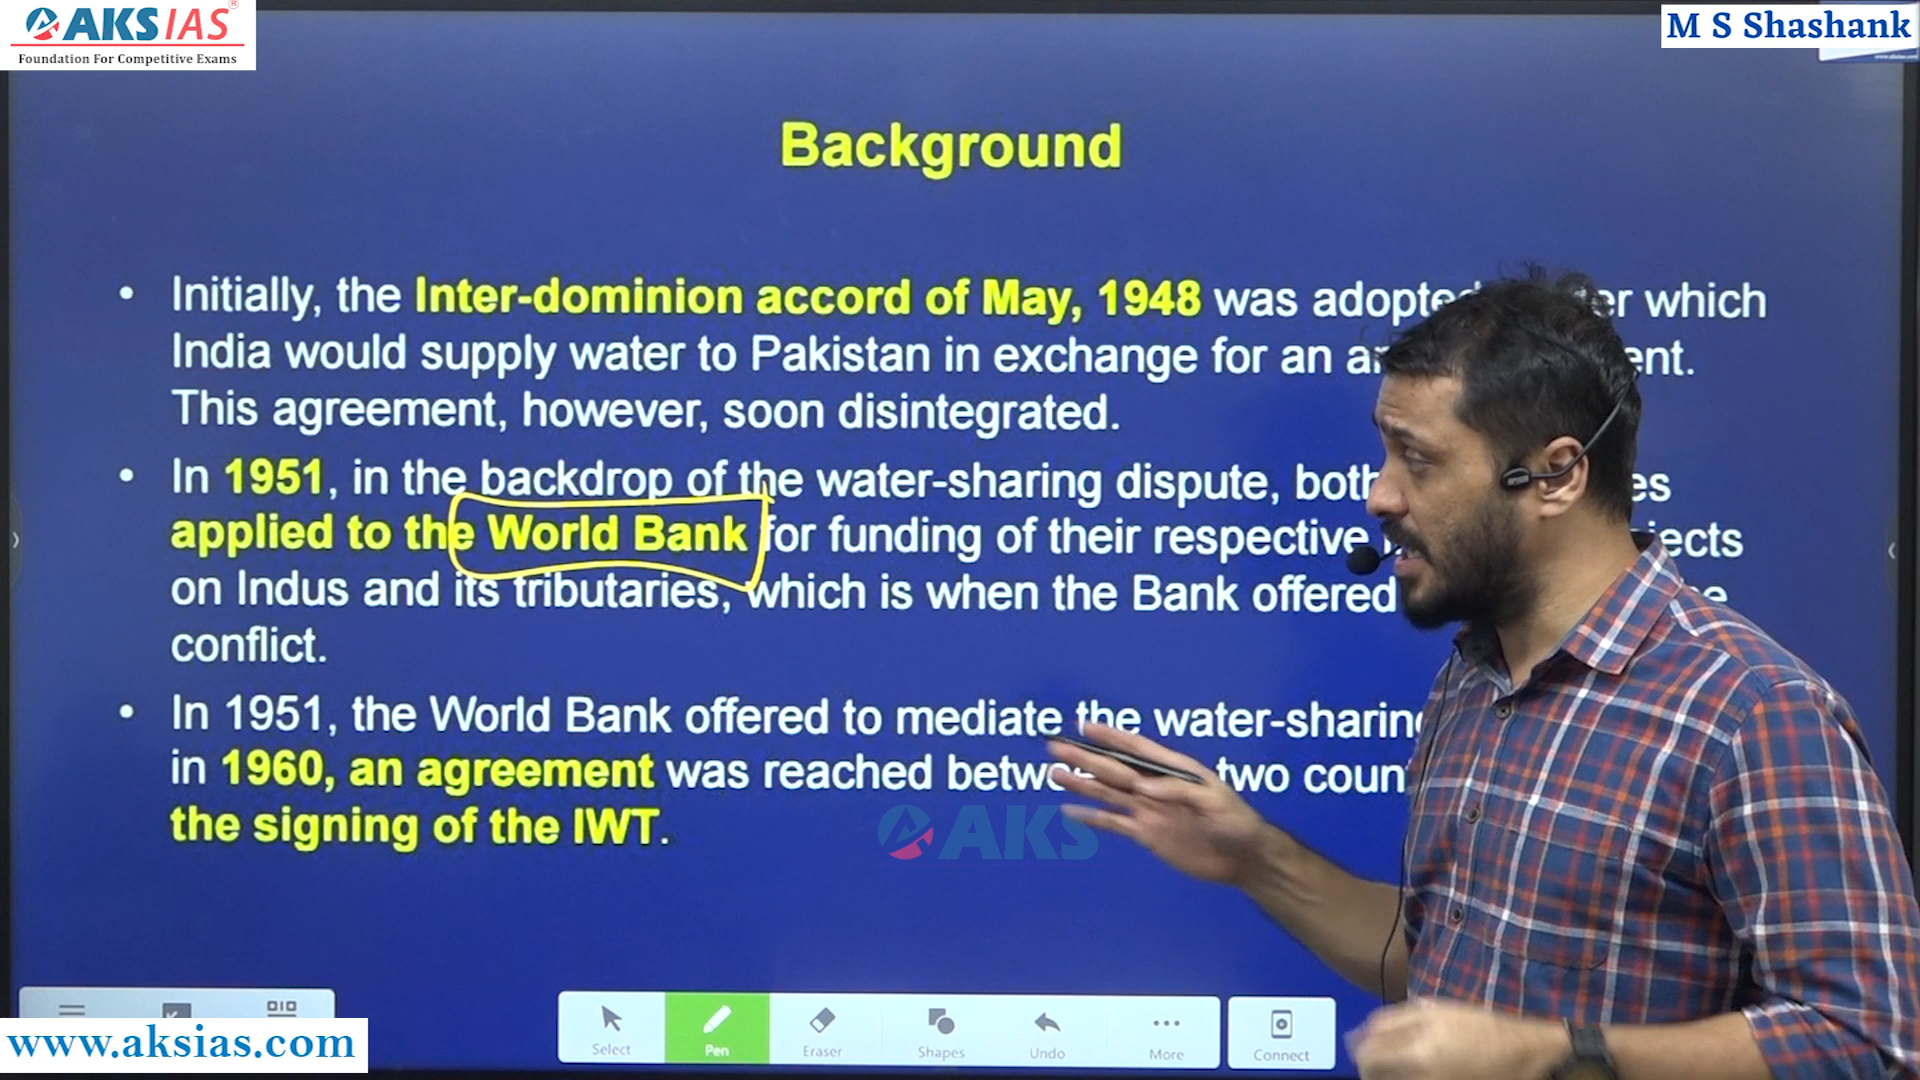 AKS IAS®
Foundation For Competitive Exams
M S Shashank
Background
• Initially, the Inter-dominion accord of May, 1948 was which
India would supply water to Pakistan in exchange for an
This agreement, however, soon disintegrated.
• In 1951, in the backdrop of the water-sharing dispute, both
applied to the World Bank for funding of their respective
on Indus and its tributaries, which is when the Bank offered
conflict.
• In 1951, the World Bank offered to mediate the
in 1960, an agreement was reached two
the signing of the IWT.
AKS
Select
Pen
Eraser
Shapes
Undo
More
Connect
www.aksias.com